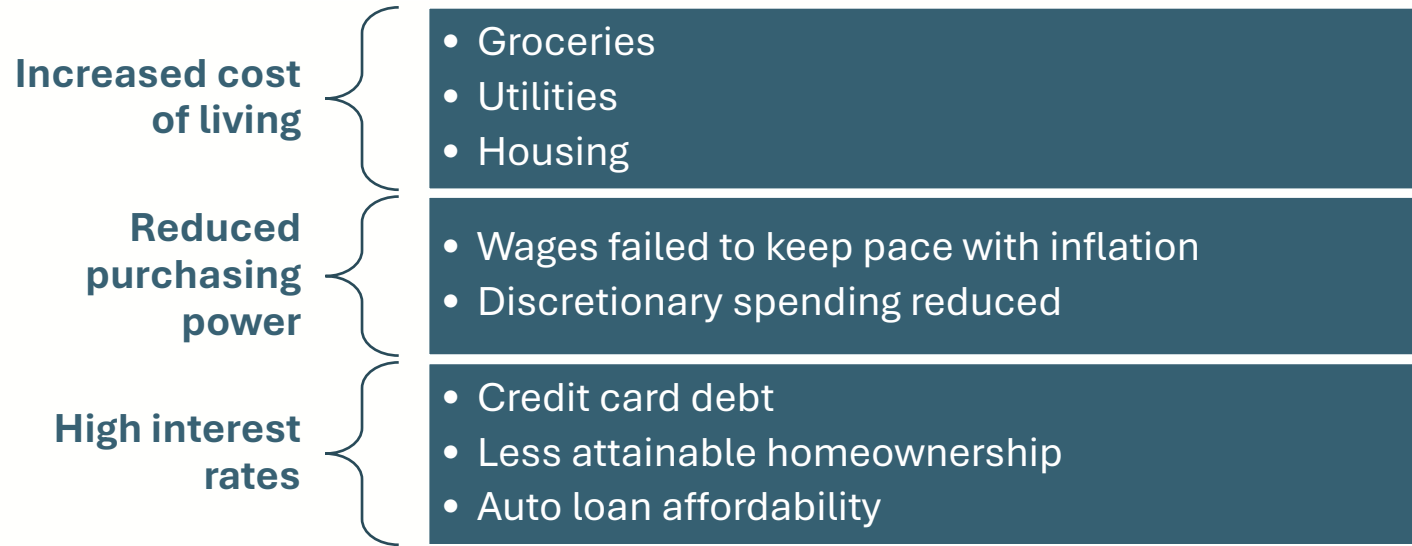 Increased cost
of living
• Groceries
• Utilities
• Housing
Reduced
purchasing
power
• Wages failed to keep pace with inflation
• Discretionary spending reduced
High interest
rates
• Credit card debt
• Less attainable homeownership
• Auto loan affordability